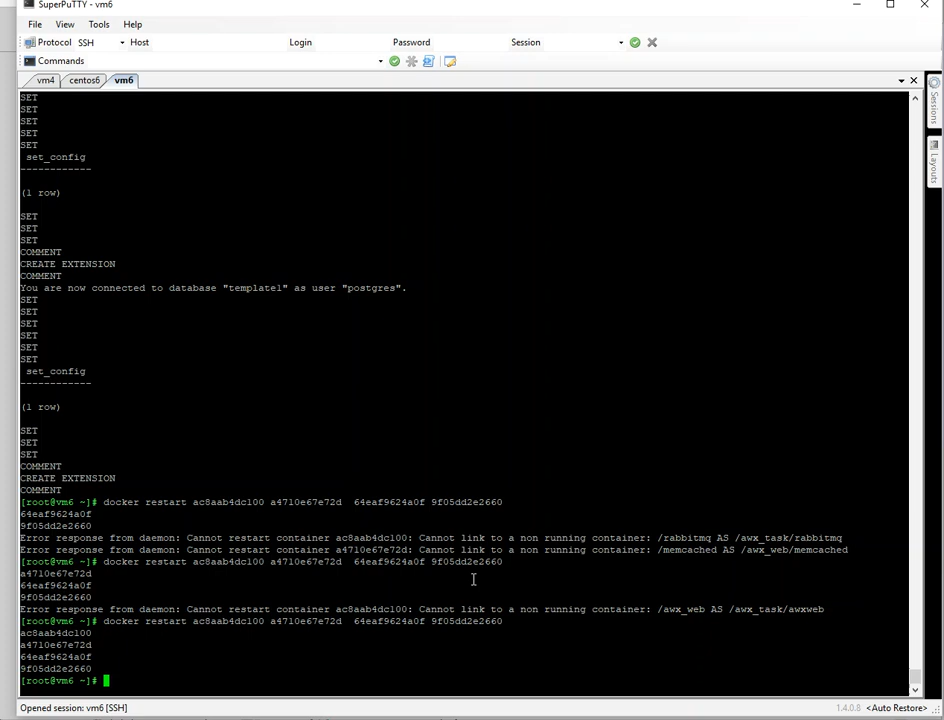 SuperPuTTY - vm6
File View Tools Help
Protocol SSH Host Login Password Session
Commands
vm4 centos6 vm6
Sessions
Layouts
SET
SET
SET
SET
SET
set_config
------------
(1 row)
SET
SET
SET
COMMENT
CREATE EXTENSION
COMMENT
You are now connected to database "template1" as user "postgres".
SET
SET
SET
SET
SET
SET
set_config
------------
(1 row)
SET
SET
SET
COMMENT
CREATE EXTENSION
COMMENT
[root@vm6 ~]# docker restart ac8aab4dc100 a4710e67e72d  64eaf9624a0f 9f05dd2e2660
64eaf9624a0f
9f05dd2e2660
Error response from daemon: Cannot restart container ac8aab4dc100: Cannot link to a non running container: /rabbitmq AS /awx_task/rabbitmq
Error response from daemon: Cannot restart container a4710e67e72d: Cannot link to a non running container: /memcached AS /awx_web/memcached
[root@vm6 ~]# docker restart ac8aab4dc100 a4710e67e72d  64eaf9624a0f 9f05dd2e2660
a4710e67e72d
64eaf9624a0f
9f05dd2e2660
Error response from daemon: Cannot restart container ac8aab4dc100: Cannot link to a non running container: /awx_web AS /awx_task/awxweb
[root@vm6 ~]# docker restart ac8aab4dc100 a4710e67e72d  64eaf9624a0f 9f05dd2e2660
ac8aab4dc100
a4710e67e72d
64eaf9624a0f
9f05dd2e2660
[root@vm6 ~]#
Opened session: vm6 [SSH] 1.4.0.8 <Auto Restore>